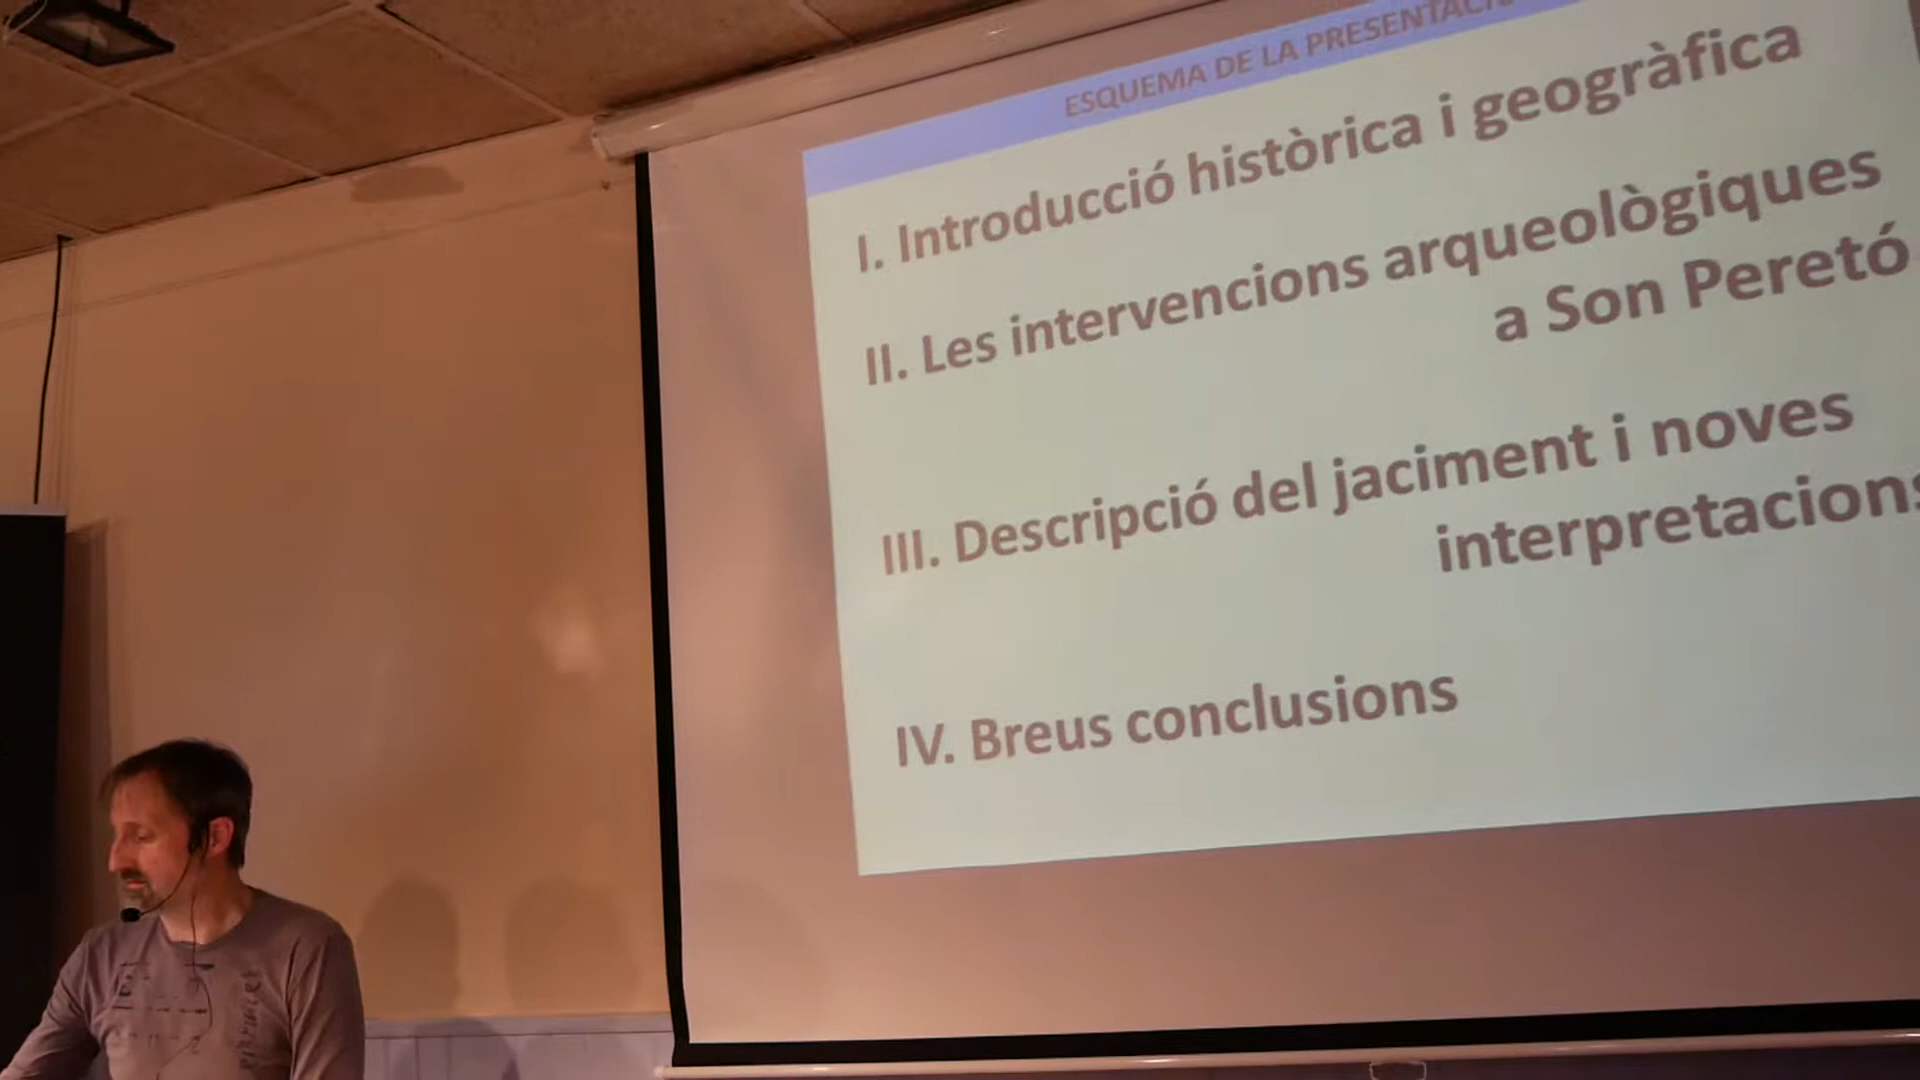 ESQUEMA DE LA
I. Introducció històrica i geogràfica
II. Les intervencions arqueològiques
a Son Peretó
III. Descripció del jaciment i noves
interpretacions
IV. Breus conclusions